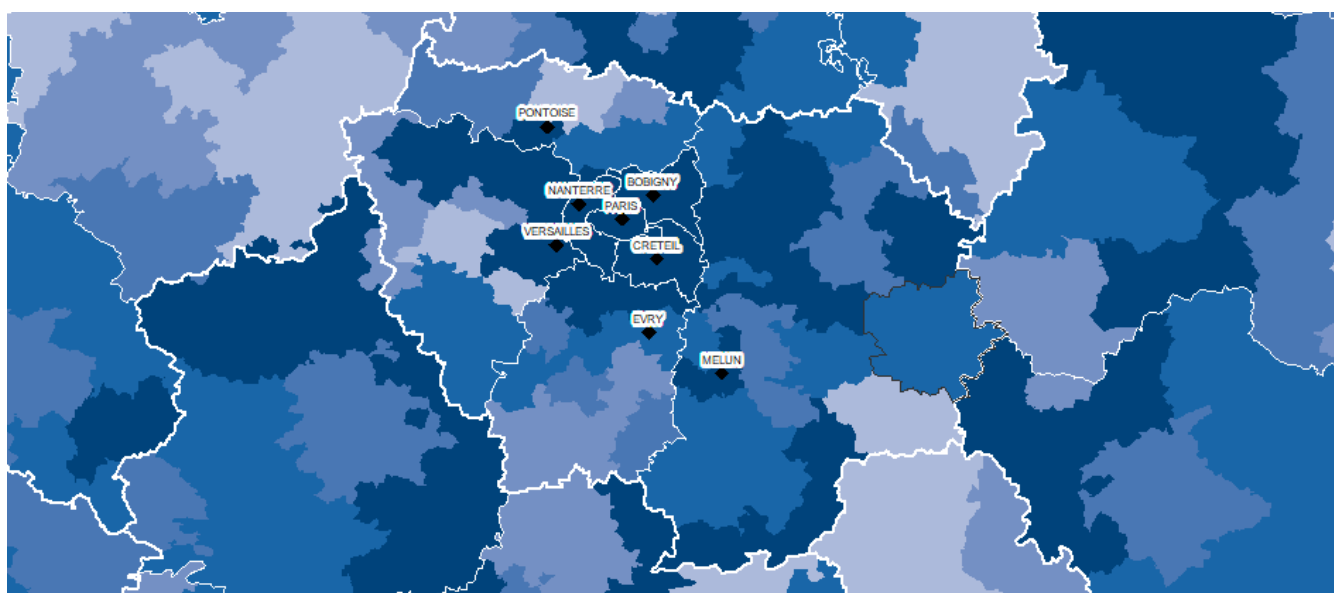 PONTOISE
BOBIGNY
NANTERRE
PARIS
VERSAILLES
CRETEIL
EVRY
MELUN